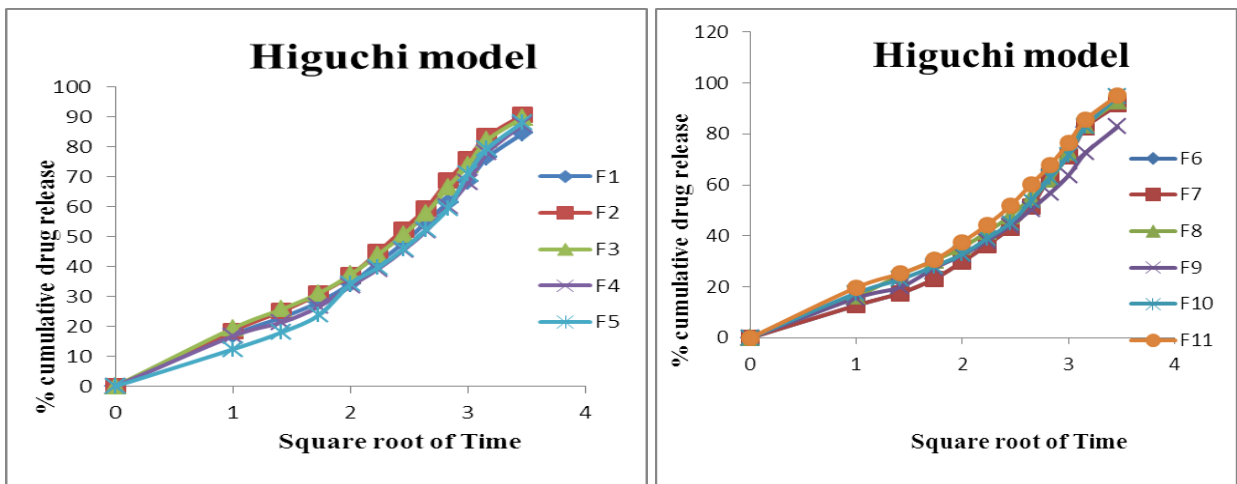 Higuchi model
100
90
80
70
60
50
40
30
20
10
0
0 1 2 3 4
% cumulative drug release
Square root of Time
F1
F2
F3
F4
F5
Higuchi model
120
100
80
60
40
20
0
0 1 2 3 4
% cumulative drug release
Square root of Time
F6
F7
F8
F9
F10
F11